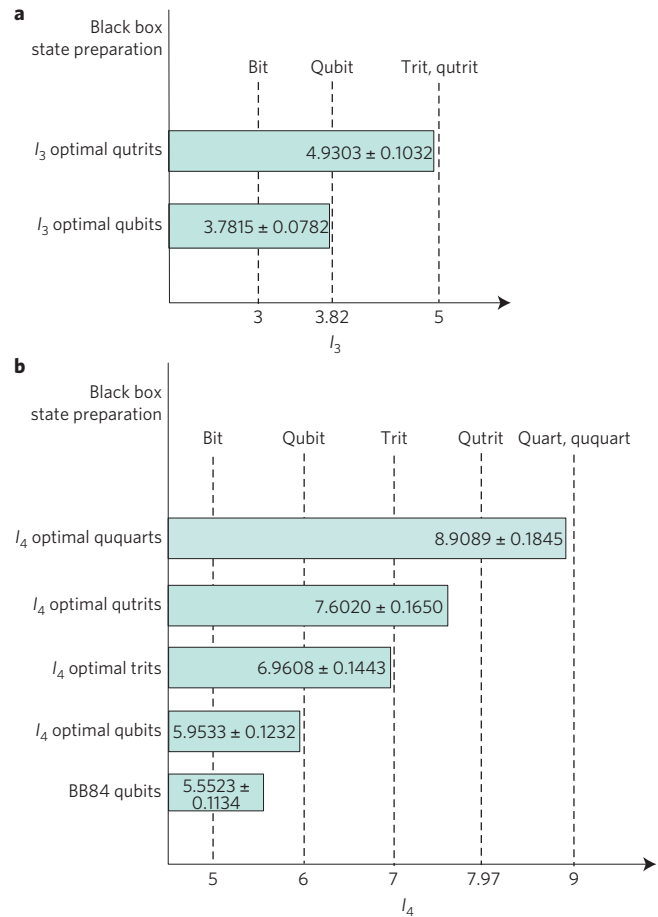 a
Black box
state preparation
Bit
Qubit
Trit, qutrit
I3 optimal qutrits
4.9303 ± 0.1032
I3 optimal qubits
3.7815 ± 0.0782
3
3.82
5
I3
b
Black box
state preparation
Bit
Qubit
Trit
Qutrit
Quart, ququart
I4 optimal ququarts
8.9089 ± 0.1845
I4 optimal qutrits
7.6020 ± 0.1650
I4 optimal trits
6.9608 ± 0.1443
I4 optimal qubits
5.9533 ± 0.1232
BB84 qubits
5.5523 ±
0.1134
5
6
7
7.97
9
I4